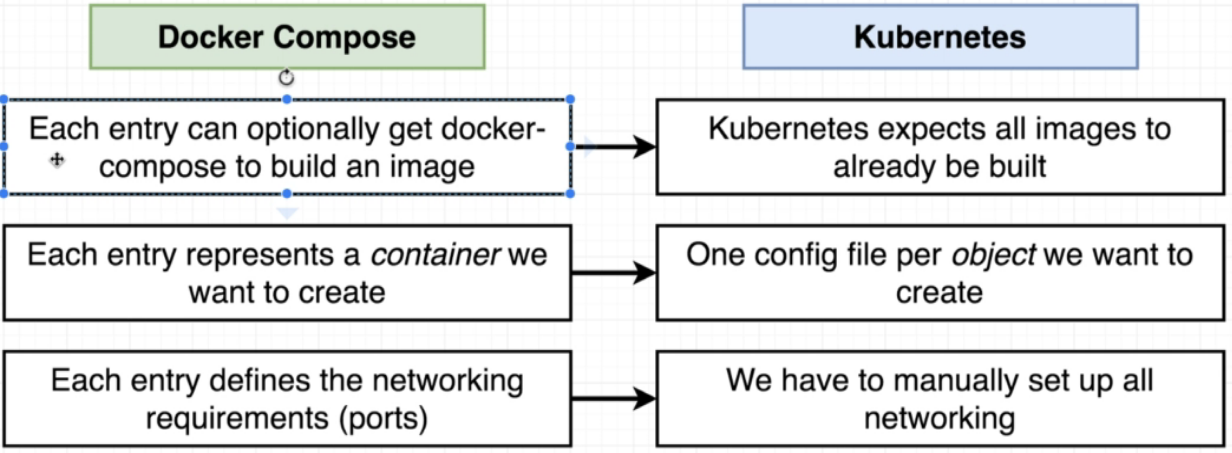 Docker Compose
Kubernetes
Each entry can optionally get docker-
compose to build an image
Kubernetes expects all images to
already be built
Each entry represents a container we
want to create
One config file per object we want to
create
Each entry defines the networking
requirements (ports)
We have to manually set up all
networking